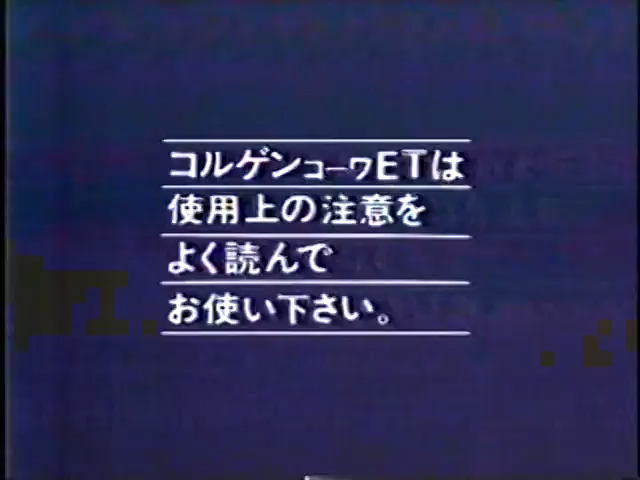 コルゲンコーワETは
使用上の注意を
よく読んで
お使い下さい。